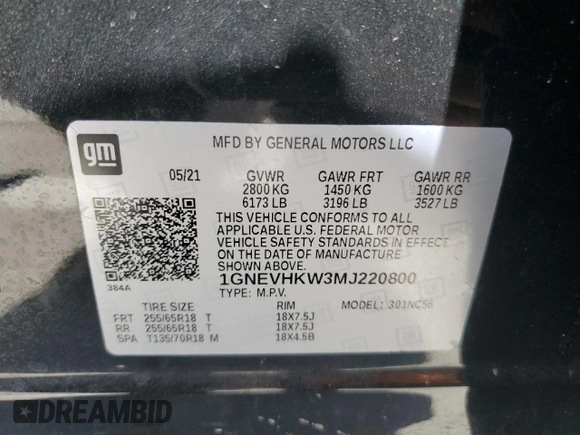 gm
MFD BY GENERAL MOTORS LLC
05/21 GVWR GAWR FRT GAWR RR
2800 KG 1450 KG 1600 KG
6173 LB 3196 LB 3527 LB
THIS VEHICLE CONFORMS TO ALL
APPLICABLE U.S. FEDERAL MOTOR
VEHICLE SAFETY STANDARDS IN EFFECT
ON THE DATE OF MANUFACTURE
SHOWN ABOVE.
384A 1GNEVHKW3MJ220800
TYPE: M.P.V. MODEL: 301NC56
TIRE SIZE RIM
FRT 255/65R18 T 18X7.5J
RR 255/65R18 T 18X7.5J
SPA T135/70R18 M 18X4.5B
DREAMBID